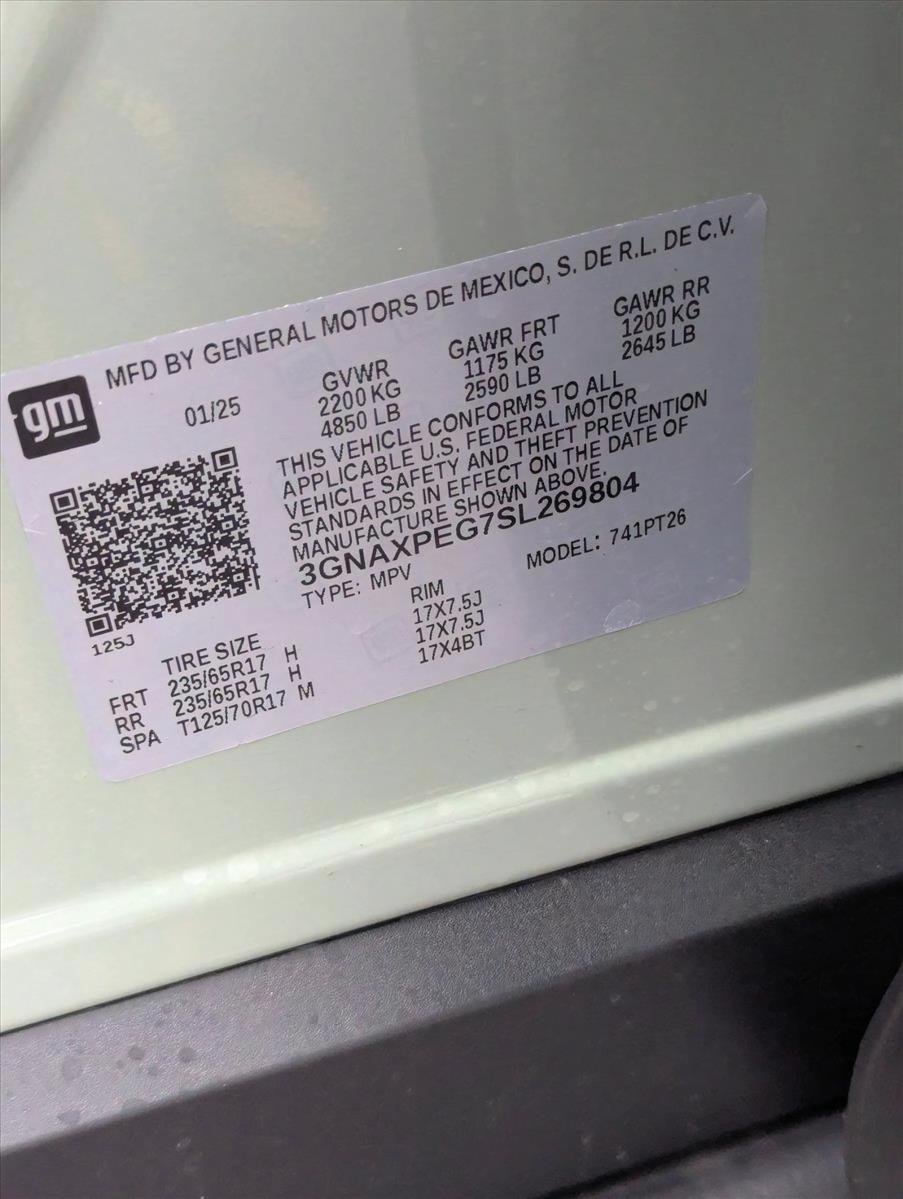 MFD BY GENERAL MOTORS DE MEXICO, S. DE R.L. DE C.V.
gm
01/25
GVWR
2200 KG
4850 LB
GAWR FRT
1175 KG
2590 LB
GAWR RR
1200 KG
2645 LB
THIS VEHICLE CONFORMS TO ALL
APPLICABLE U.S. FEDERAL MOTOR
VEHICLE SAFETY AND THEFT PREVENTION
STANDARDS IN EFFECT ON THE DATE OF
MANUFACTURE SHOWN ABOVE.
3GNAXPEG7SL269804
TYPE: MPV
MODEL: 741PT26
125J
TIRE SIZE
RIM
FRT 235/65R17 H 17X7.5J
RR 235/65R17 H 17X7.5J
SPA T125/70R17 M 17X4BT